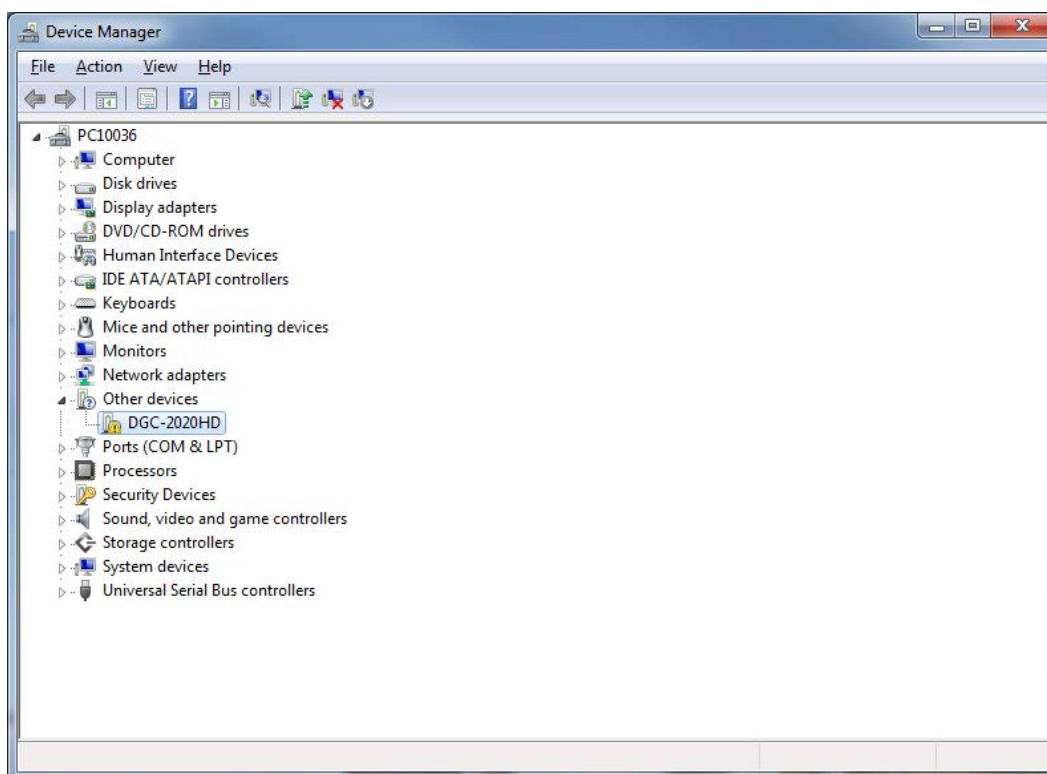 Device Manager
File Action View Help
PC10036
Computer
Disk drives
Display adapters
DVD/CD-ROM drives
Human Interface Devices
IDE ATA/ATAPI controllers
Keyboards
Mice and other pointing devices
Monitors
Network adapters
Other devices
DGC-2020HD
Ports (COM & LPT)
Processors
Security Devices
Sound, video and game controllers
Storage controllers
System devices
Universal Serial Bus controllers